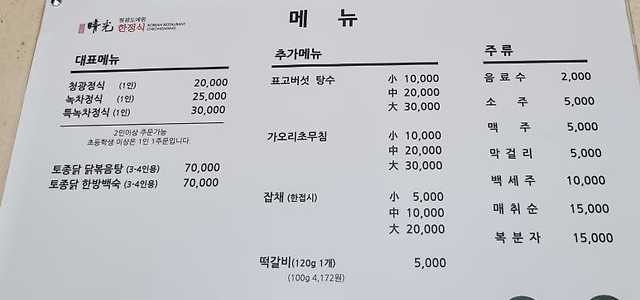 메 뉴
晴光 청광도예원
한정식 KOREAN RESTAURANT
대표메뉴
청광정식 (1인) 20,000
녹차정식 (1인) 25,000
특녹차정식 (1인) 30,000
2인이상 주문가능
초등학생 이상은 1인 1주문입니다
토종닭 닭볶음탕 (3-4인용) 70,000
토종닭 한방백숙 (3-4인용) 70,000
추가메뉴
표고버섯 탕수 小 10,000
中 20,000
大 30,000
가오리초무침 小 10,000
中 20,000
大 30,000
잡채 (한접시) 小 5,000
中 10,000
大 20,000
떡갈비(120g 1개) 5,000
(100g 4,172원)
주 류
음 료 수 2,000
소 주 5,000
맥 주 5,000
막 걸 리 5,000
백 세 주 10,000
매 취 순 15,000
복 분 자 15,000